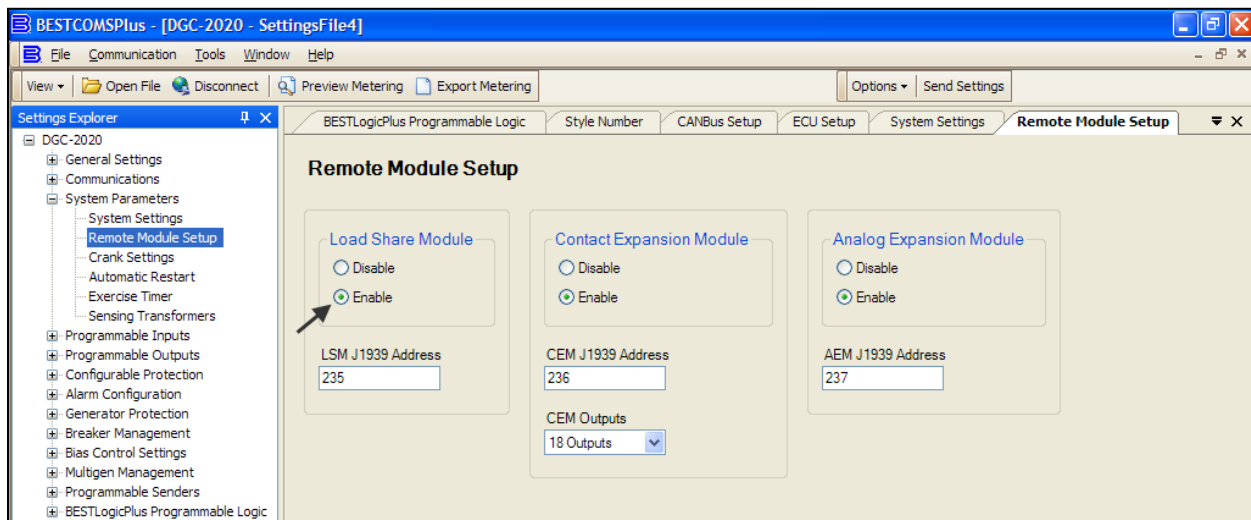 BESTCOMSPlus - [DGC-2020 - SettingsFile4]
File Communication Tools Window Help
View Open File Disconnect Preview Metering Export Metering Options Send Settings
Settings Explorer
BESTLogicPlus Programmable Logic Style Number CANBus Setup ECU Setup System Settings Remote Module Setup
DGC-2020
General Settings
Communications
System Parameters
System Settings
Remote Module Setup
Crank Settings
Automatic Restart
Exercise Timer
Sensing Transformers
Programmable Inputs
Programmable Outputs
Configurable Protection
Alarm Configuration
Generator Protection
Breaker Management
Bias Control Settings
Multigen Management
Programmable Senders
BESTLogicPlus Programmable Logic
Remote Module Setup
Load Share Module
Disable
Enable
LSM J1939 Address
235
Contact Expansion Module
Disable
Enable
CEM J1939 Address
236
CEM Outputs
18 Outputs
Analog Expansion Module
Disable
Enable
AEM J1939 Address
237